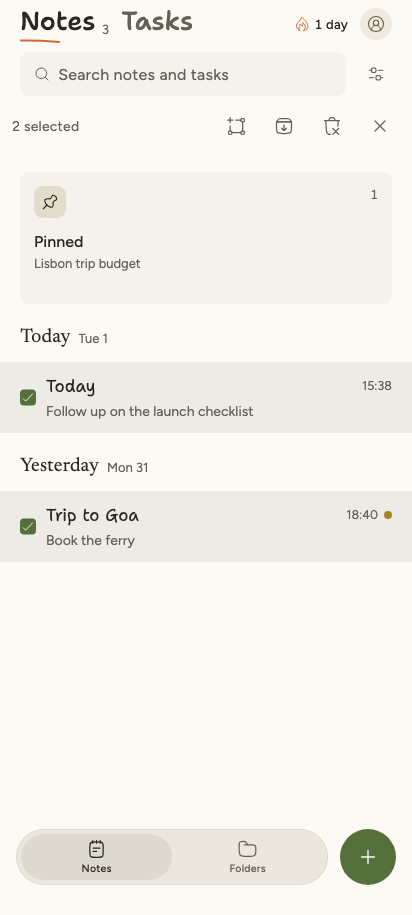 Notes 3 Tasks 1 day
Search notes and tasks
2 selected
1
Pinned
Lisbon trip budget
Today Tue 1
Today 15:38
Follow up on the launch checklist
Yesterday Mon 31
Trip to Goa 18:40
Book the ferry
Notes Folders